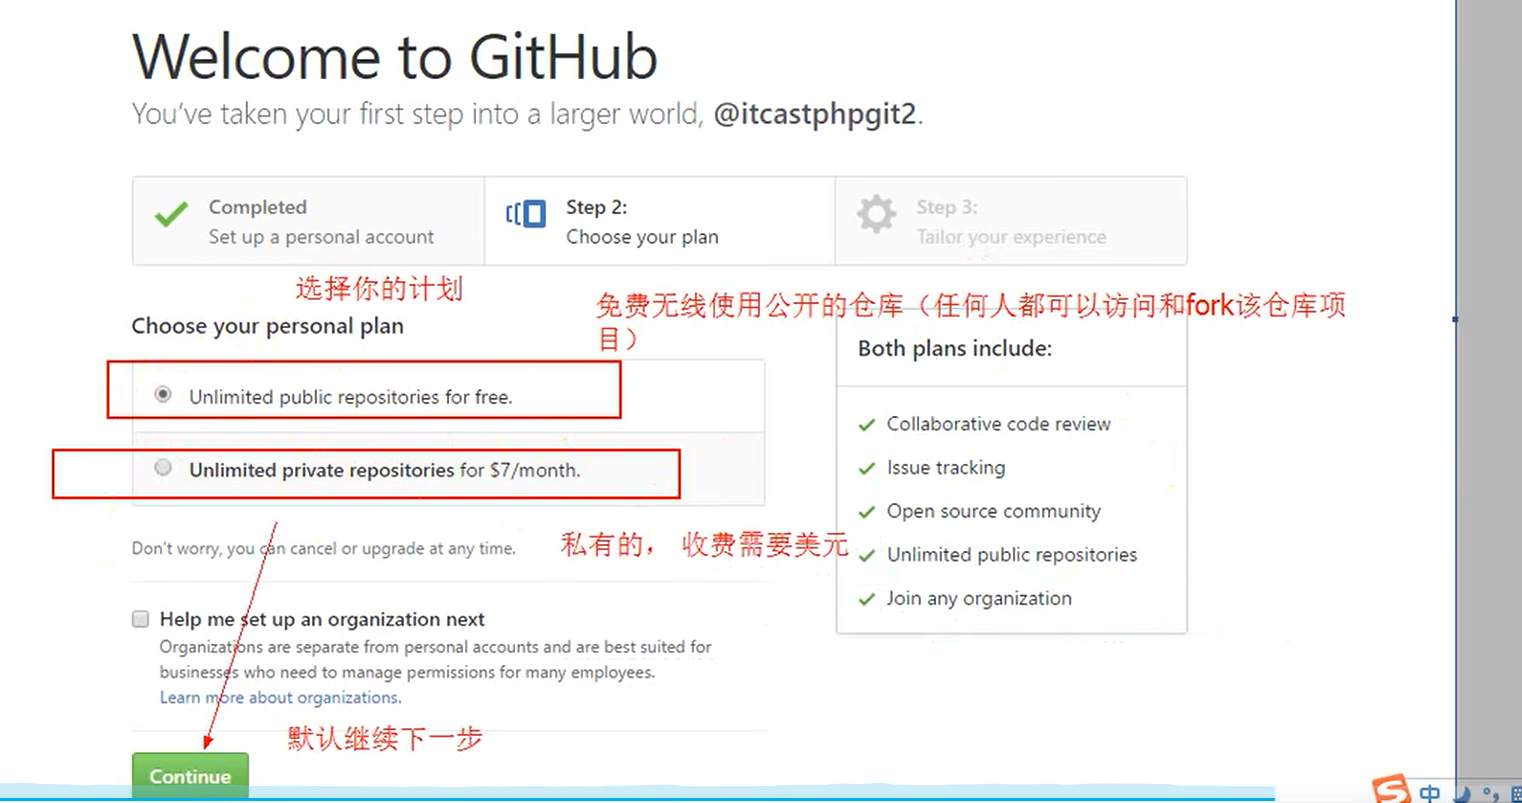 Welcome to GitHub
You've taken your first step into a larger world, @itcastphpgit2.
Completed
Set up a personal account
Step 2:
Choose your plan
Step 3:
Tailor your experience
选择你的计划
免费无线使用公开的仓库（任何人都可以访问和fork该仓库项
目）
Choose your personal plan
Unlimited public repositories for free.
Unlimited private repositories for $7/month.
私有的， 收费需要美元
Don't worry, you can cancel or upgrade at any time.
Both plans include:
Collaborative code review
Issue tracking
Open source community
Unlimited public repositories
Join any organization
Help me set up an organization next
Organizations are separate from personal accounts and are best suited for
businesses who need to manage permissions for many employees.
Learn more about organizations.
默认继续下一步
Continue
S 中